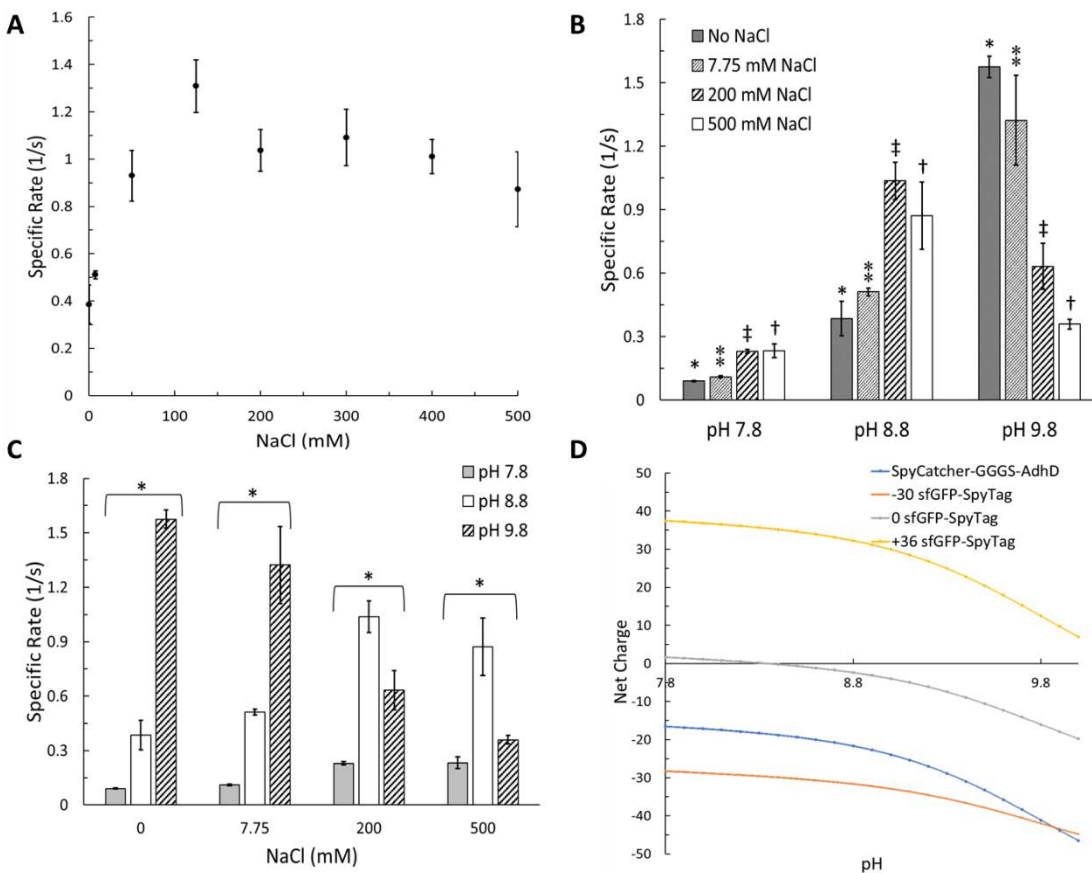 A
Specific Rate (1/s)
1.6
1.4
1.2
1
0.8
0.6
0.4
0.2
0
0
100
200
300
400
500
NaCl (mM)
B
Specific Rate (1/s)
1.8
1.5
1.2
0.9
0.6
0.3
0
No NaCl
7.75 mM NaCl
200 mM NaCl
500 mM NaCl
*
**
‡
†
*
**
‡
†
*
**
‡
†
pH 7.8
pH 8.8
pH 9.8
C
Specific Rate (1/s)
1.8
1.5
1.2
0.9
0.6
0.3
0
pH 7.8
pH 8.8
pH 9.8
*
*
*
*
0
7.75
200
500
NaCl (mM)
D
Net Charge
50
40
30
20
10
0
-10
-20
-30
-40
-50
SpyCatcher-GGGS-AdhD
-30 sfGFP-SpyTag
0 sfGFP-SpyTag
+36 sfGFP-SpyTag
7.8
8.8
9.8
pH